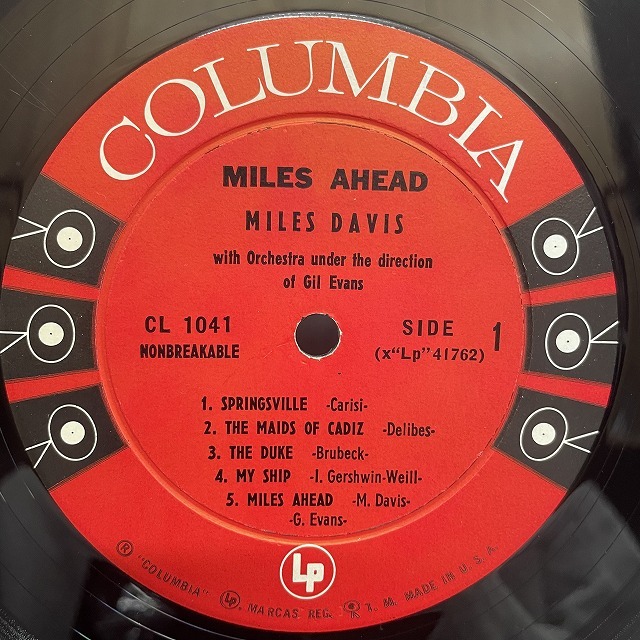 COLUMBIA
MILES AHEAD
MILES DAVIS
with Orchestra under the direction
of Gil Evans
CL 1041
NONBREAKABLE
SIDE 1
(x"Lp"41762)
1. SPRINGSVILLE -Carisi-
2. THE MAIDS OF CADIZ -Delibes-
3. THE DUKE -Brubeck-
4. MY SHIP -I. Gershwin-Weill-
5. MILES AHEAD -M. Davis-
-G. Evans-
Lp
® "COLUMBIA" Lp MARCAS REG. T. M. MADE IN U. S. A.